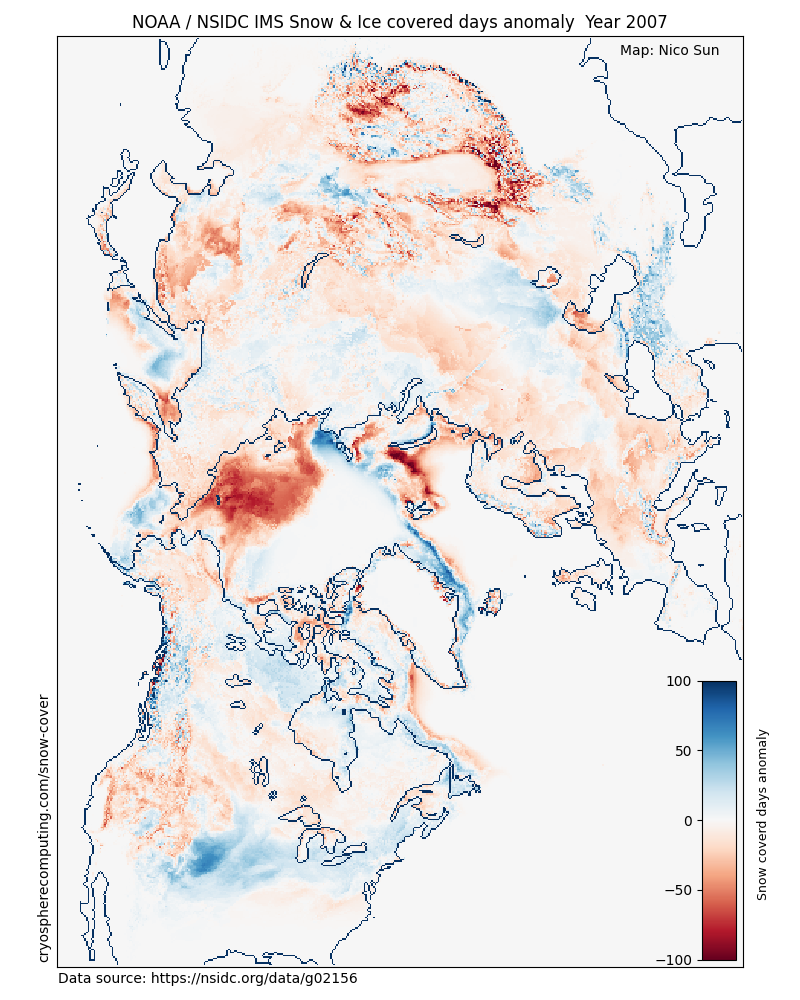 NOAA / NSIDC IMS Snow & Ice covered days anomaly  Year 2007
Map: Nico Sun
100
50
0
−50
−100
Snow coverd days anomaly
cryospherecomputing.com/snow-cover
Data source: https://nsidc.org/data/g02156